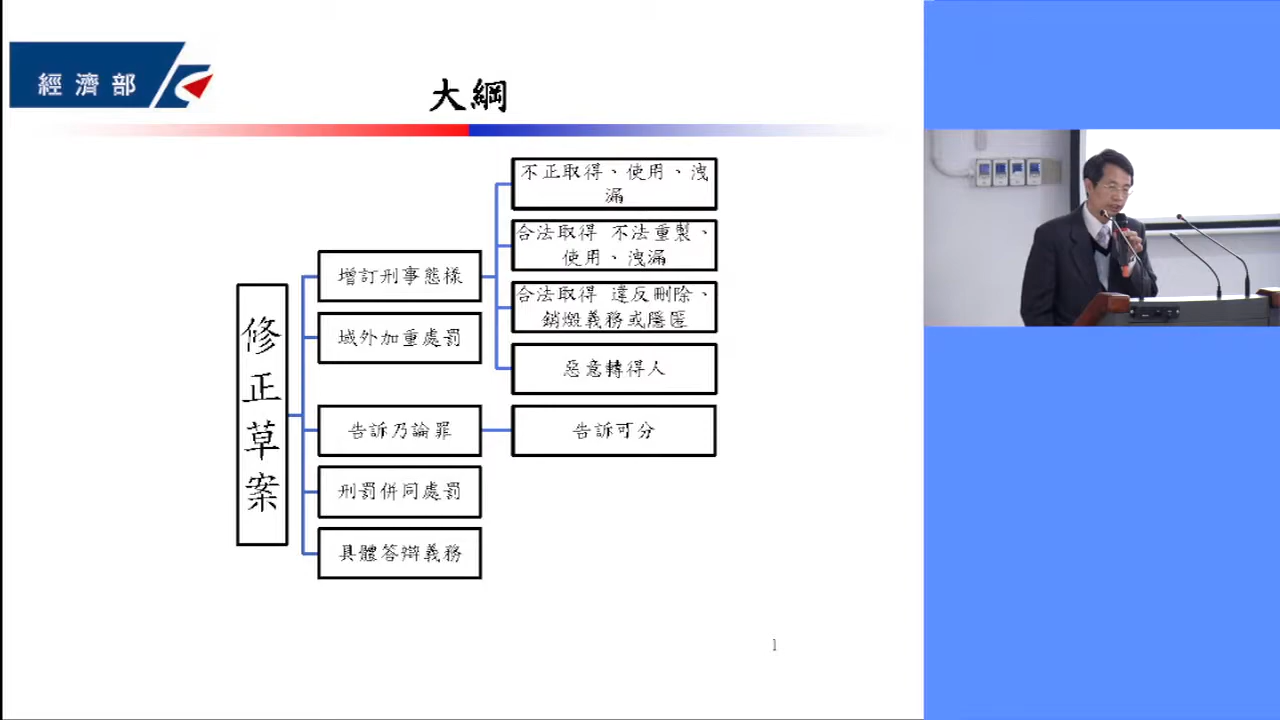 經濟部
大綱
修正草案
增訂刑事態樣
不正取得、使用、洩
漏
合法取得 不法重製、
使用、洩漏
合法取得 違反刪除、
銷燬義務或隱匿
惡意轉得人
域外加重處罰
告訴乃論罪
告訴可分
刑罰併同處罰
具體答辯義務
1